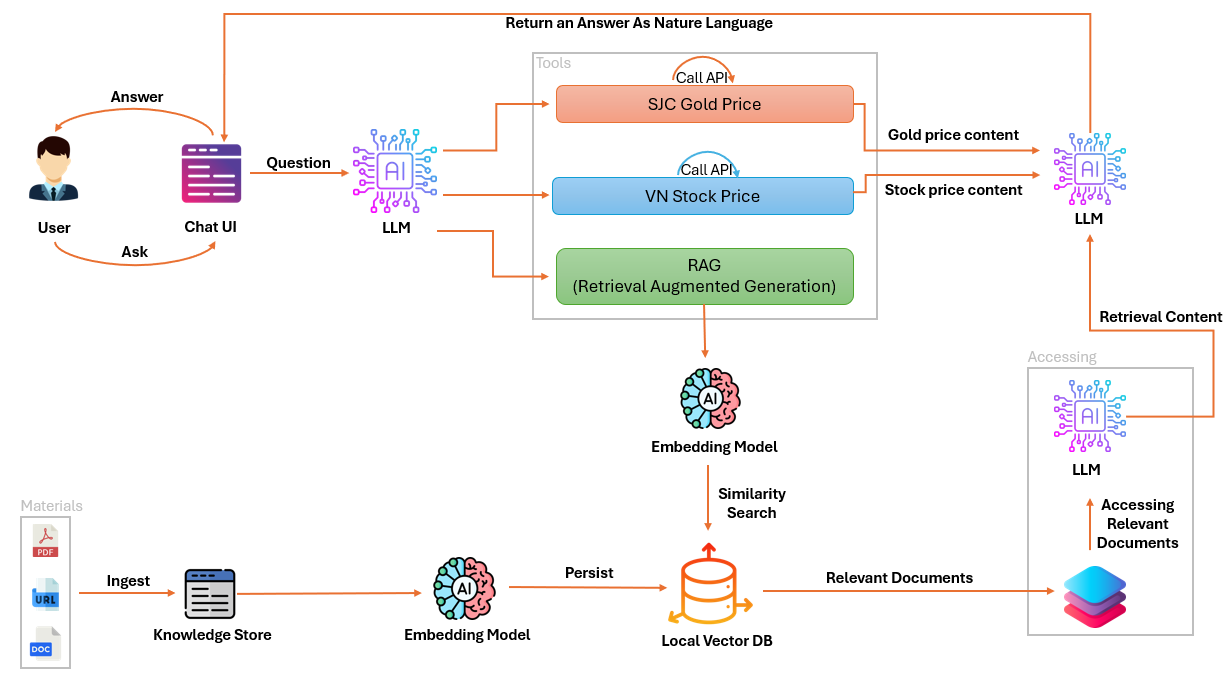 Return an Answer As Nature Language
Tools
Call API
SJC Gold Price
Answer
Gold price content
Question
AI
AI
Call API
VN Stock Price
Stock price content
User
Chat UI
LLM
LLM
Ask
RAG
(Retrieval Augmented Generation)
Retrieval Content
Accessing
AI
AI
Embedding Model
LLM
Similarity
Search
Accessing
Relevant
Documents
Materials
PDF
URL
DOC
Ingest
Knowledge Store
AI
Embedding Model
Persist
Local Vector DB
Relevant Documents